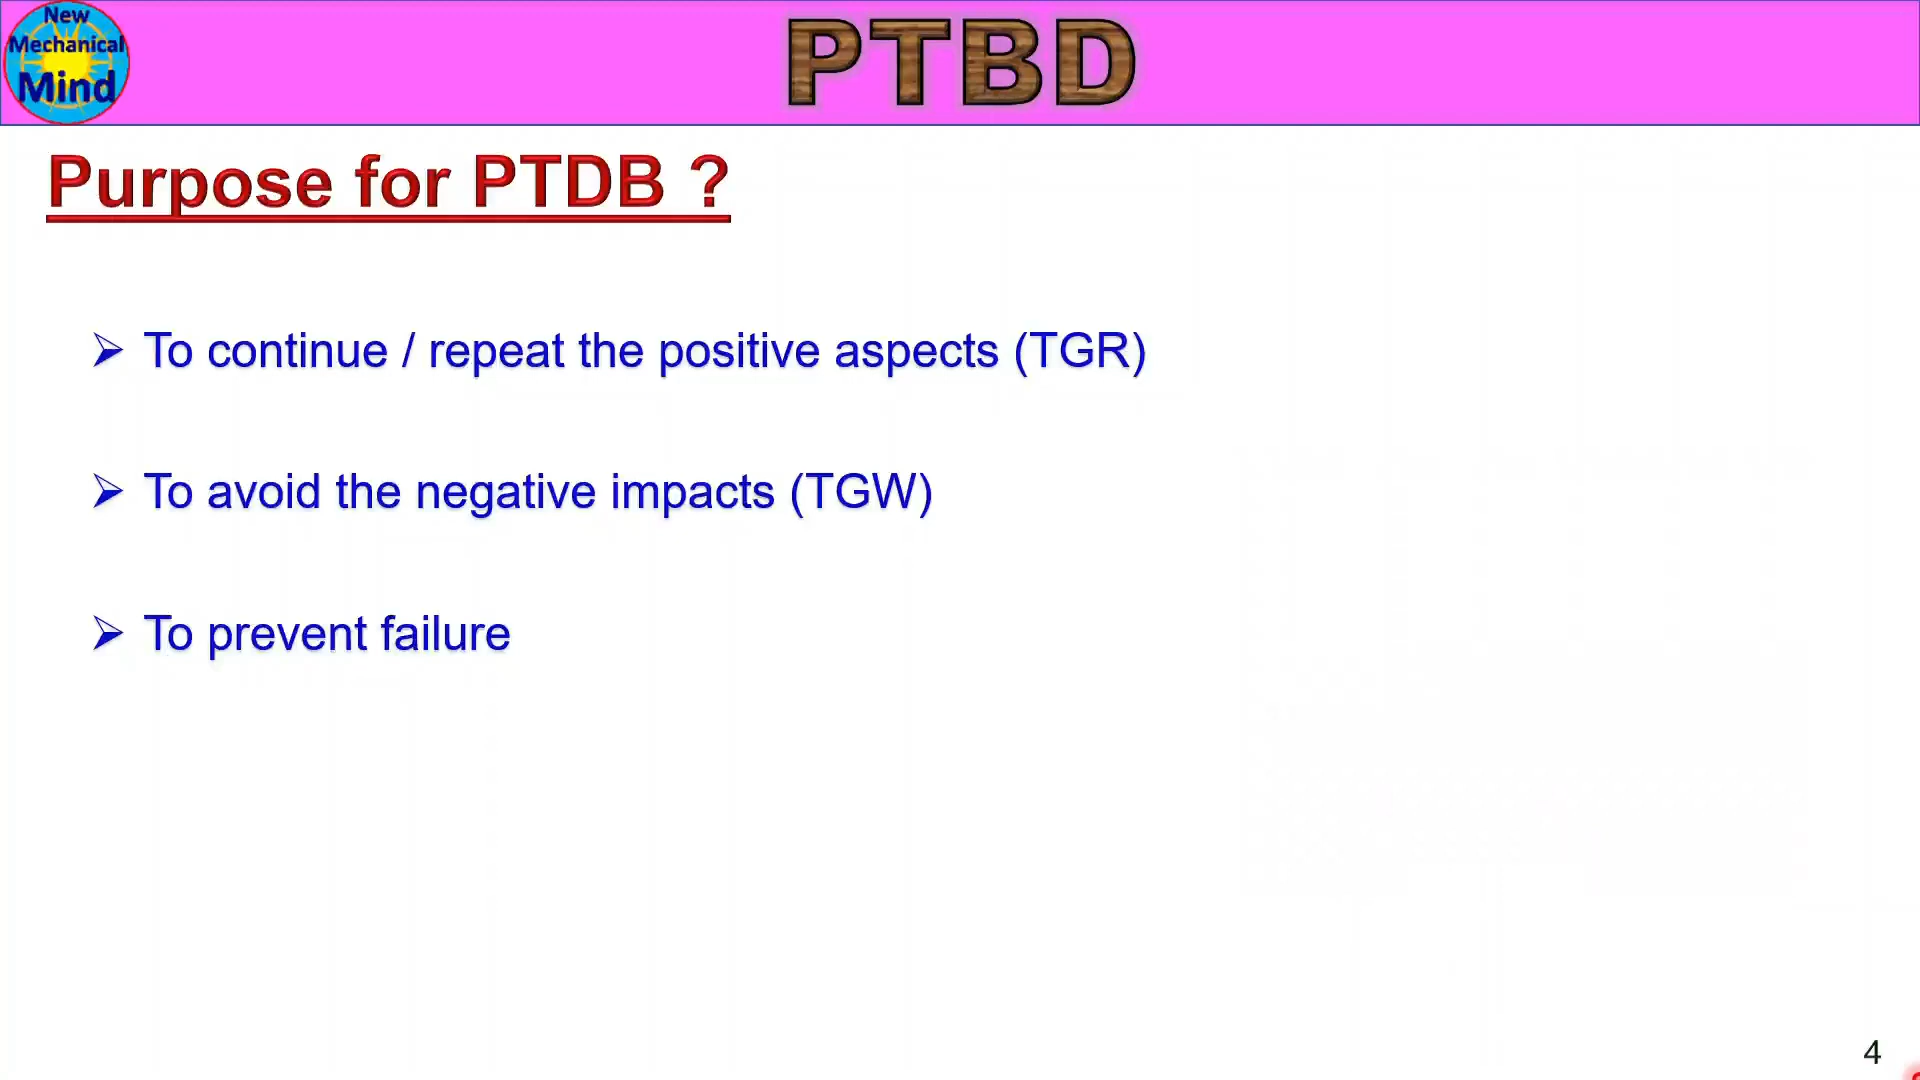 New
Mechanical
Mind
PTBD
Purpose for PTDB ?
➢ To continue / repeat the positive aspects (TGR)
➢ To avoid the negative impacts (TGW)
➢ To prevent failure
4